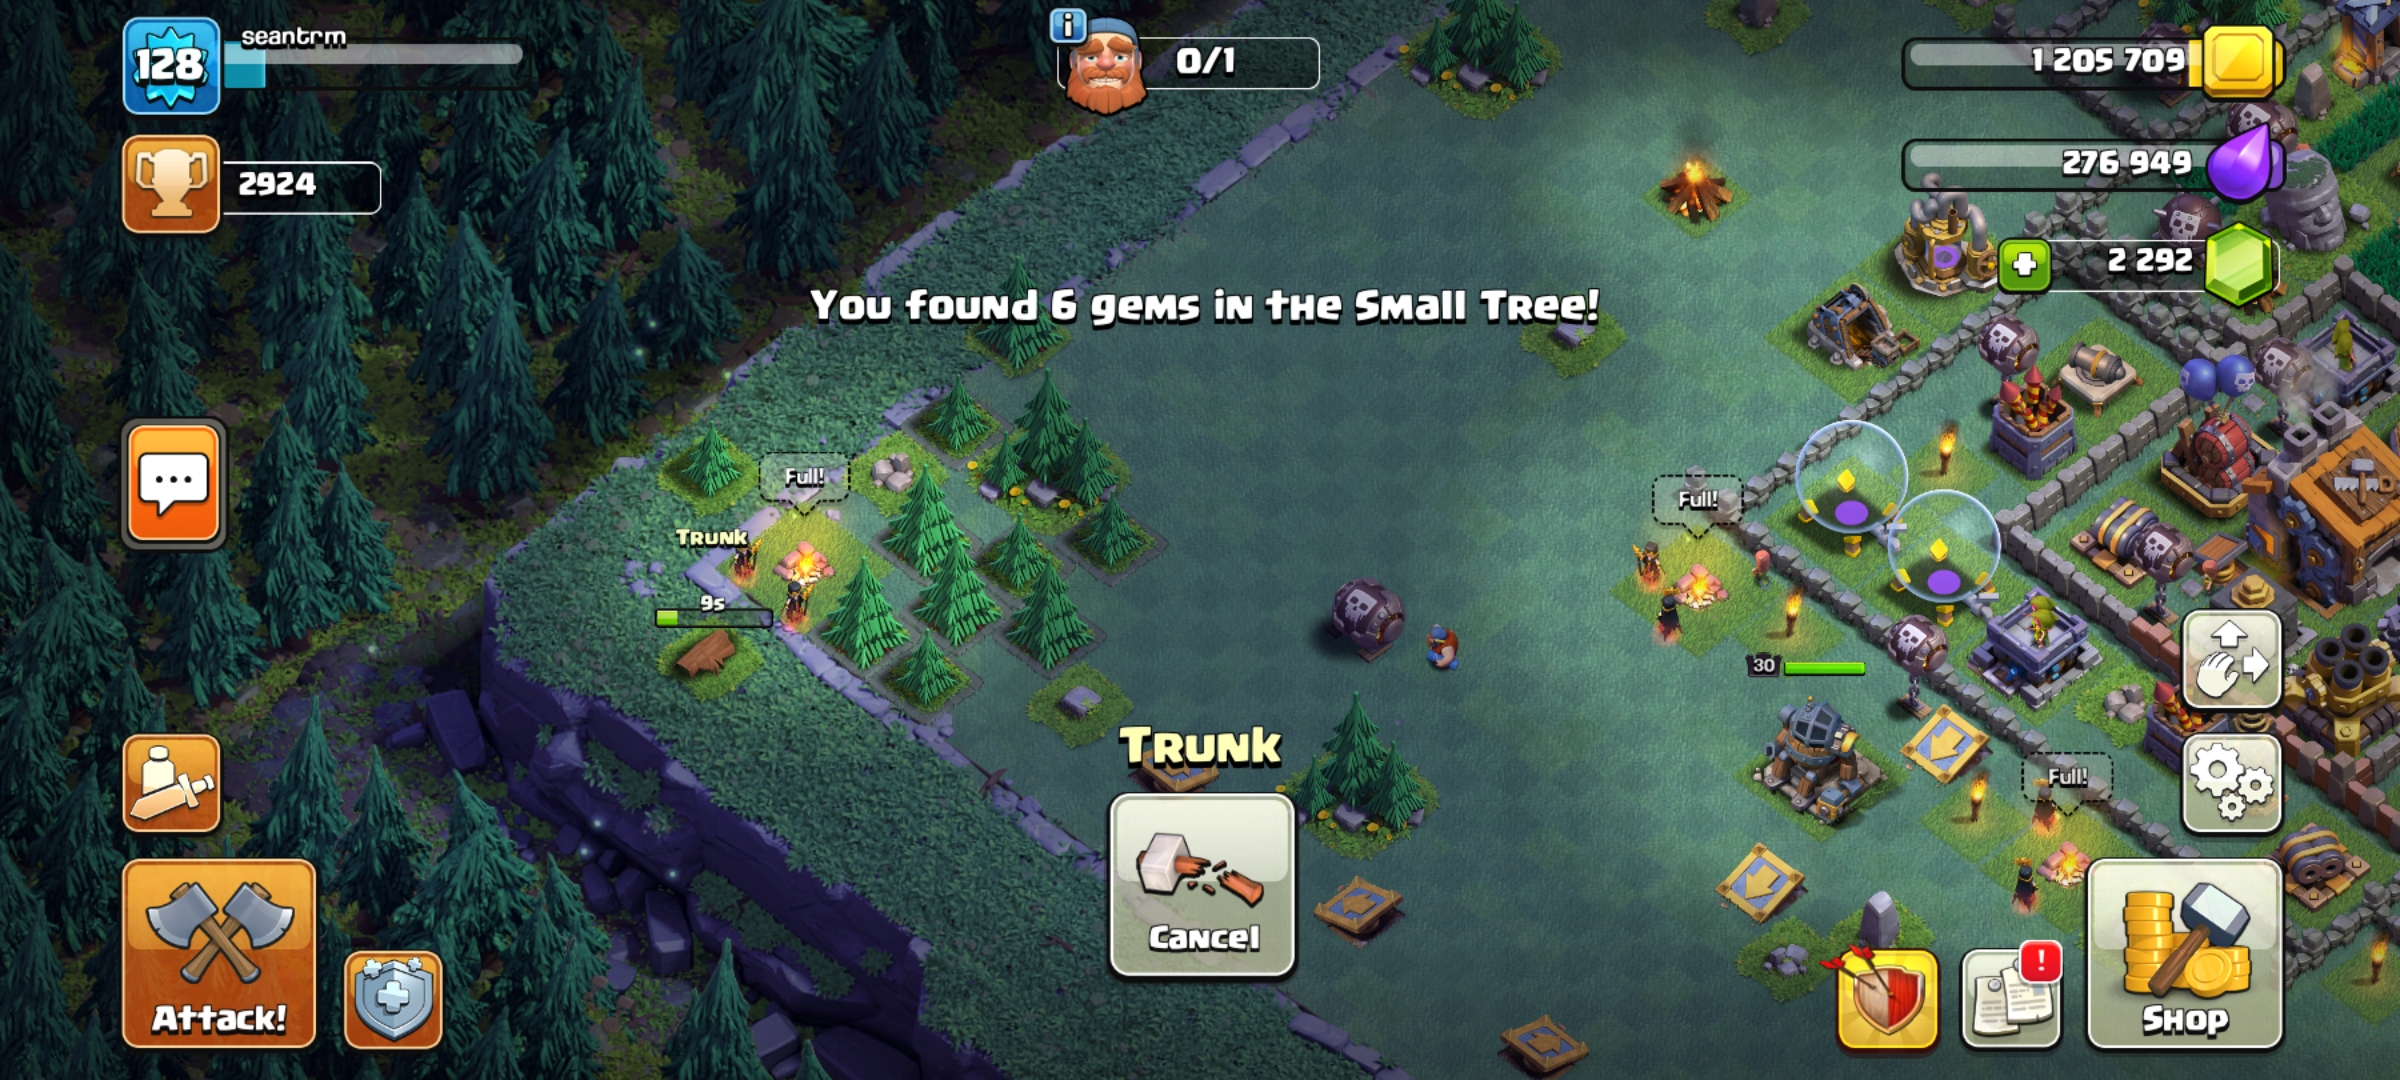 128
seantrm
i
0/1
1 205 709
2924
276 949
2 292
You found 6 gems in the Small Tree!
Full!
Full!
Trunk
9s
30
Trunk
Full!
Cancel
Attack!
!
Shop